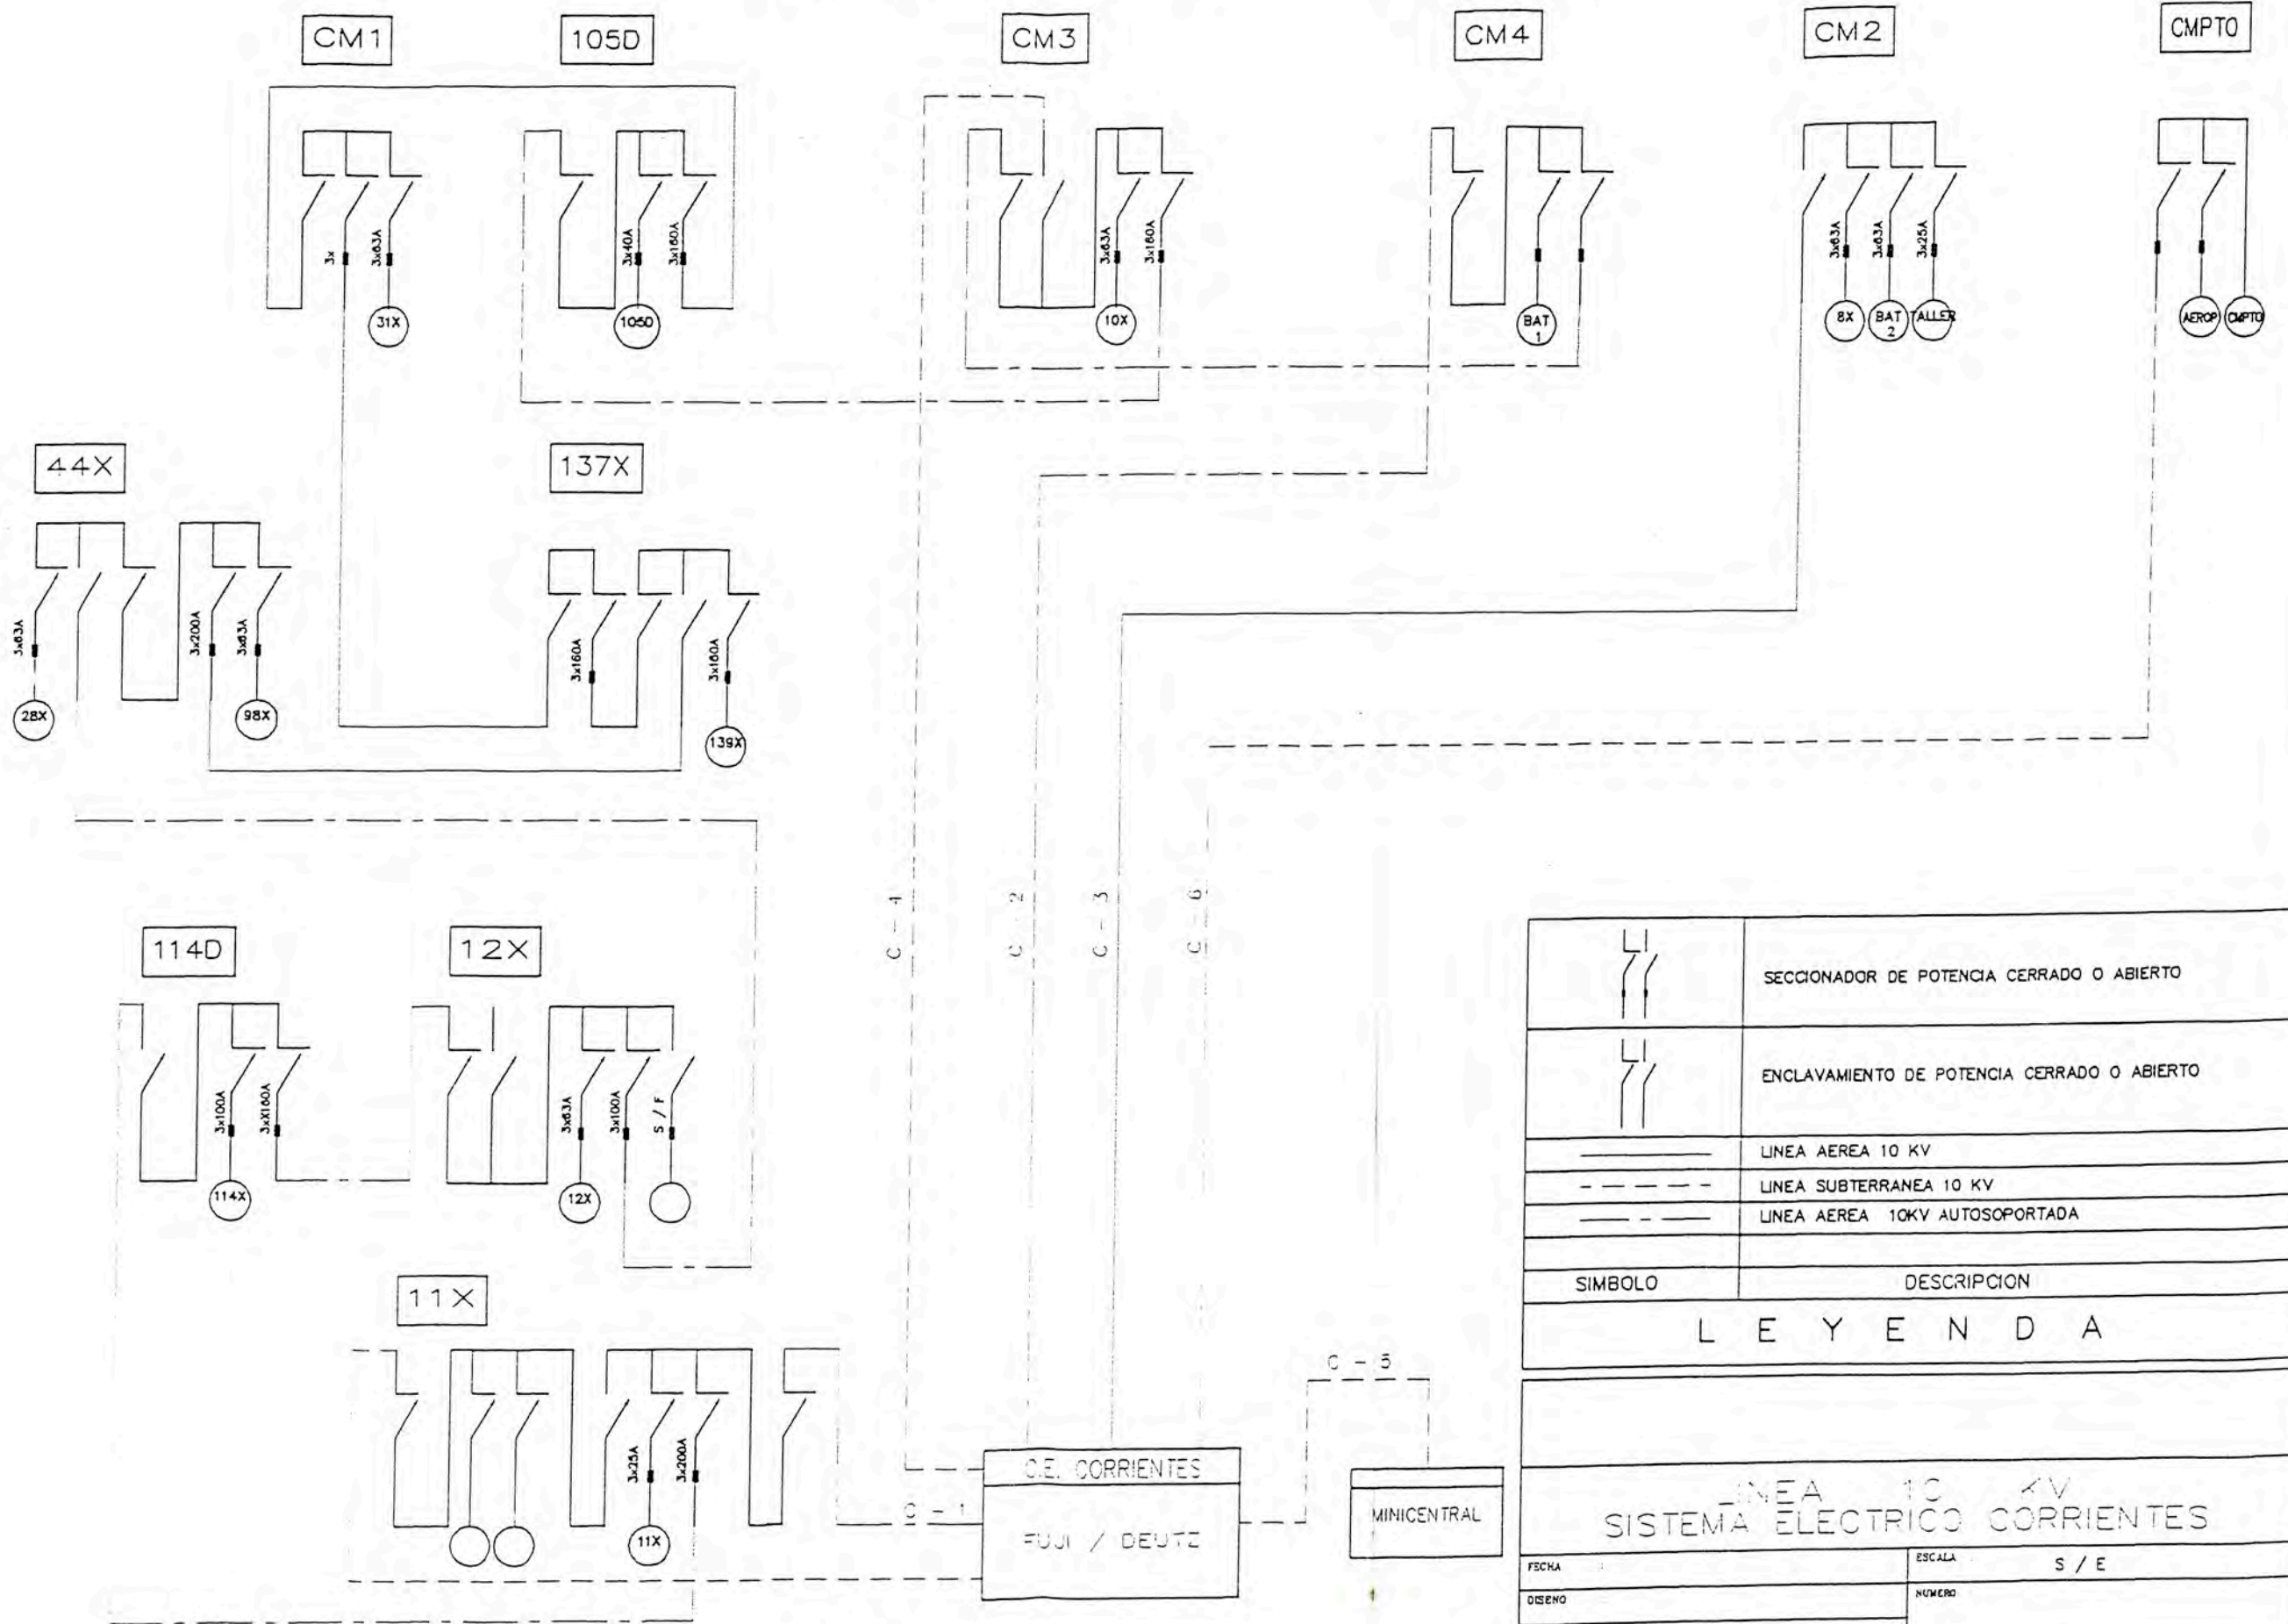 CM1
105D
CM3
CM4
CM2
CMPTO
3x
3x63A
31X
3x40A
3x160A
105D
3x63A
3x160A
10X
BAT 1
3x63A
3x63A
3x25A
8X
BAT 2
TALLER
AEROP
CMPTO
44X
137X
3x63A
28X
3x200A
3x63A
98X
3x160A
3x160A
139X
C - 4
C - 2
C - 3
C - 6
114D
12X
3x100A
3xX160A
114X
3x63A
3x100A
S / F
12X
11X
3x25A
3x200A
11X
C - 1
C.E. CORRIENTES
FUJI / DEUTZ
C - 5
MINICENTRAL
SECCIONADOR DE POTENCIA CERRADO O ABIERTO
ENCLAVAMIENTO DE POTENCIA CERRADO O ABIERTO
LINEA AEREA 10 KV
LINEA SUBTERRANEA 10 KV
LINEA AEREA 10KV AUTOSOPORTADA
SIMBOLO DESCRIPCION
L E Y E N D A
LINEA 10 KV
SISTEMA ELECTRICO CORRIENTES
FECHA :
ESCALA : S / E
DISENO
NUMERO